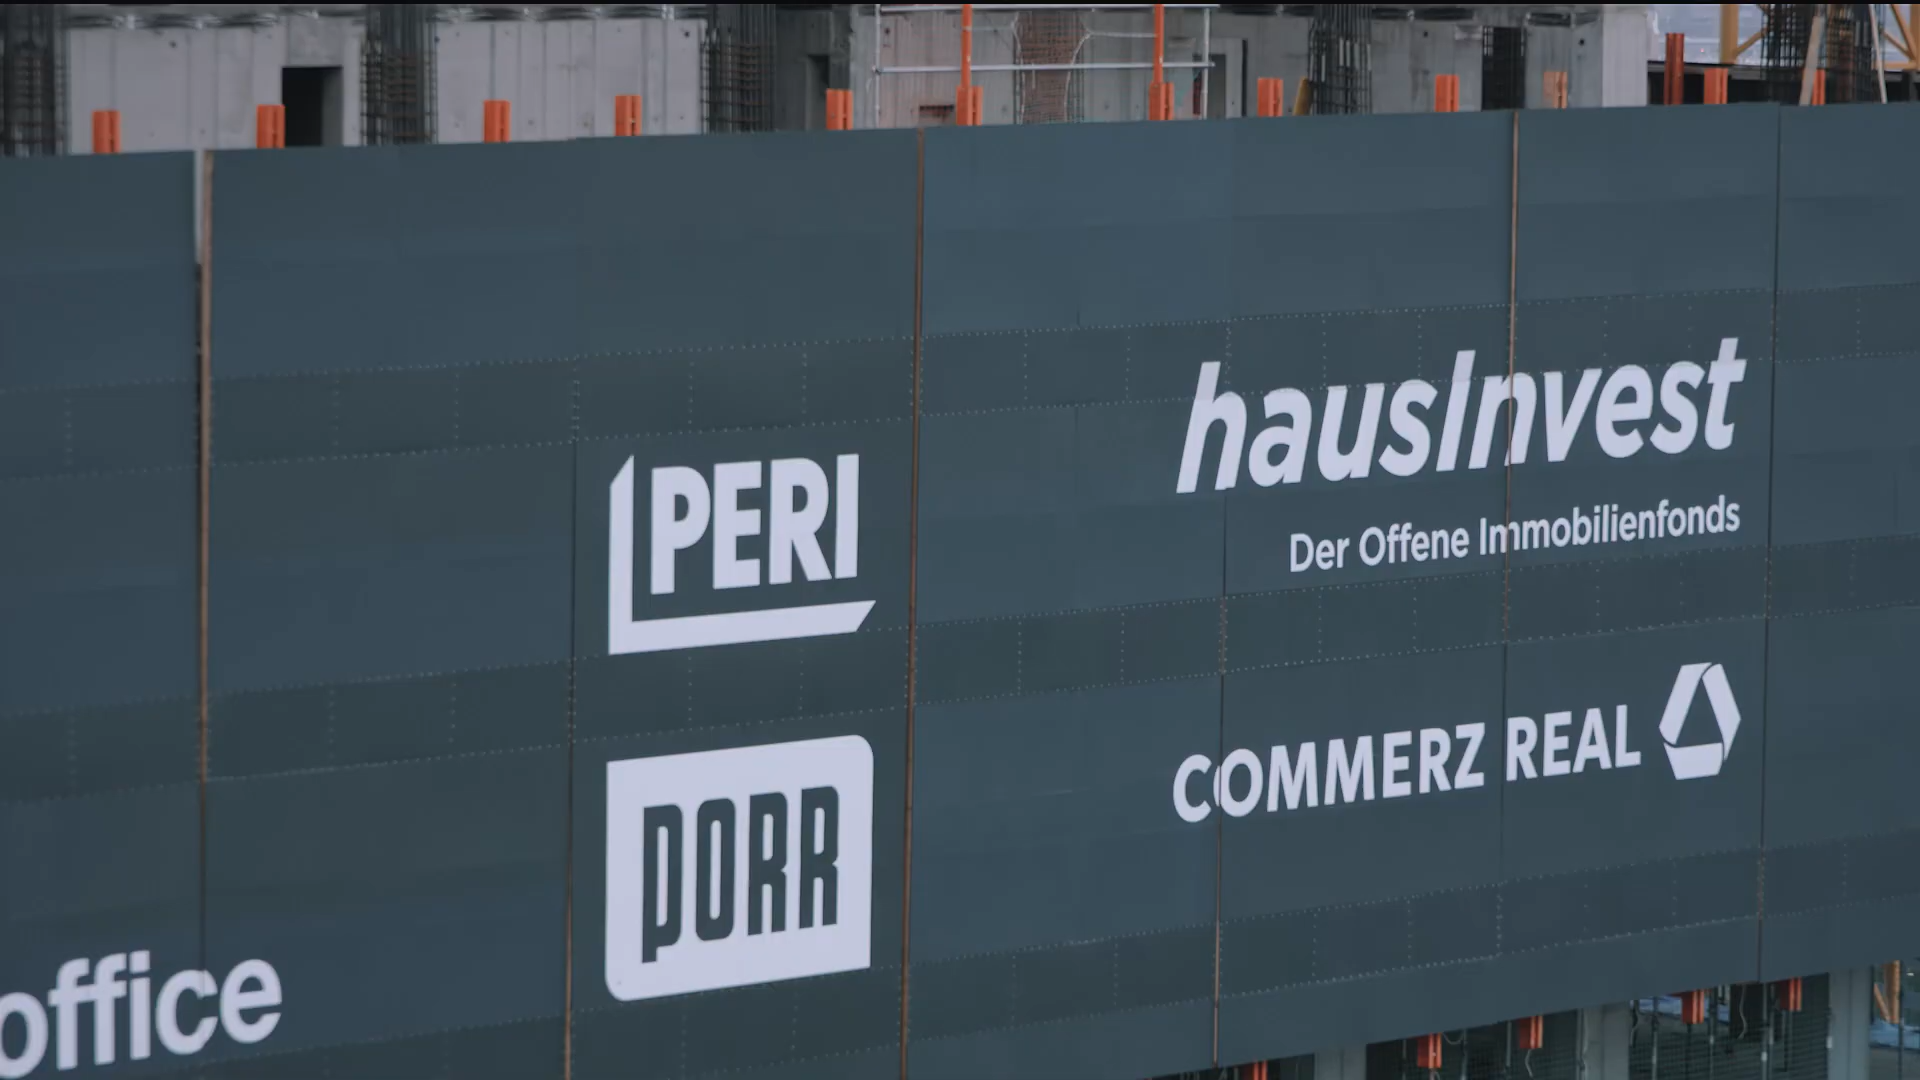 PERI
hausInvest
Der Offene Immobilienfonds
COMMERZ REAL
PORR
office